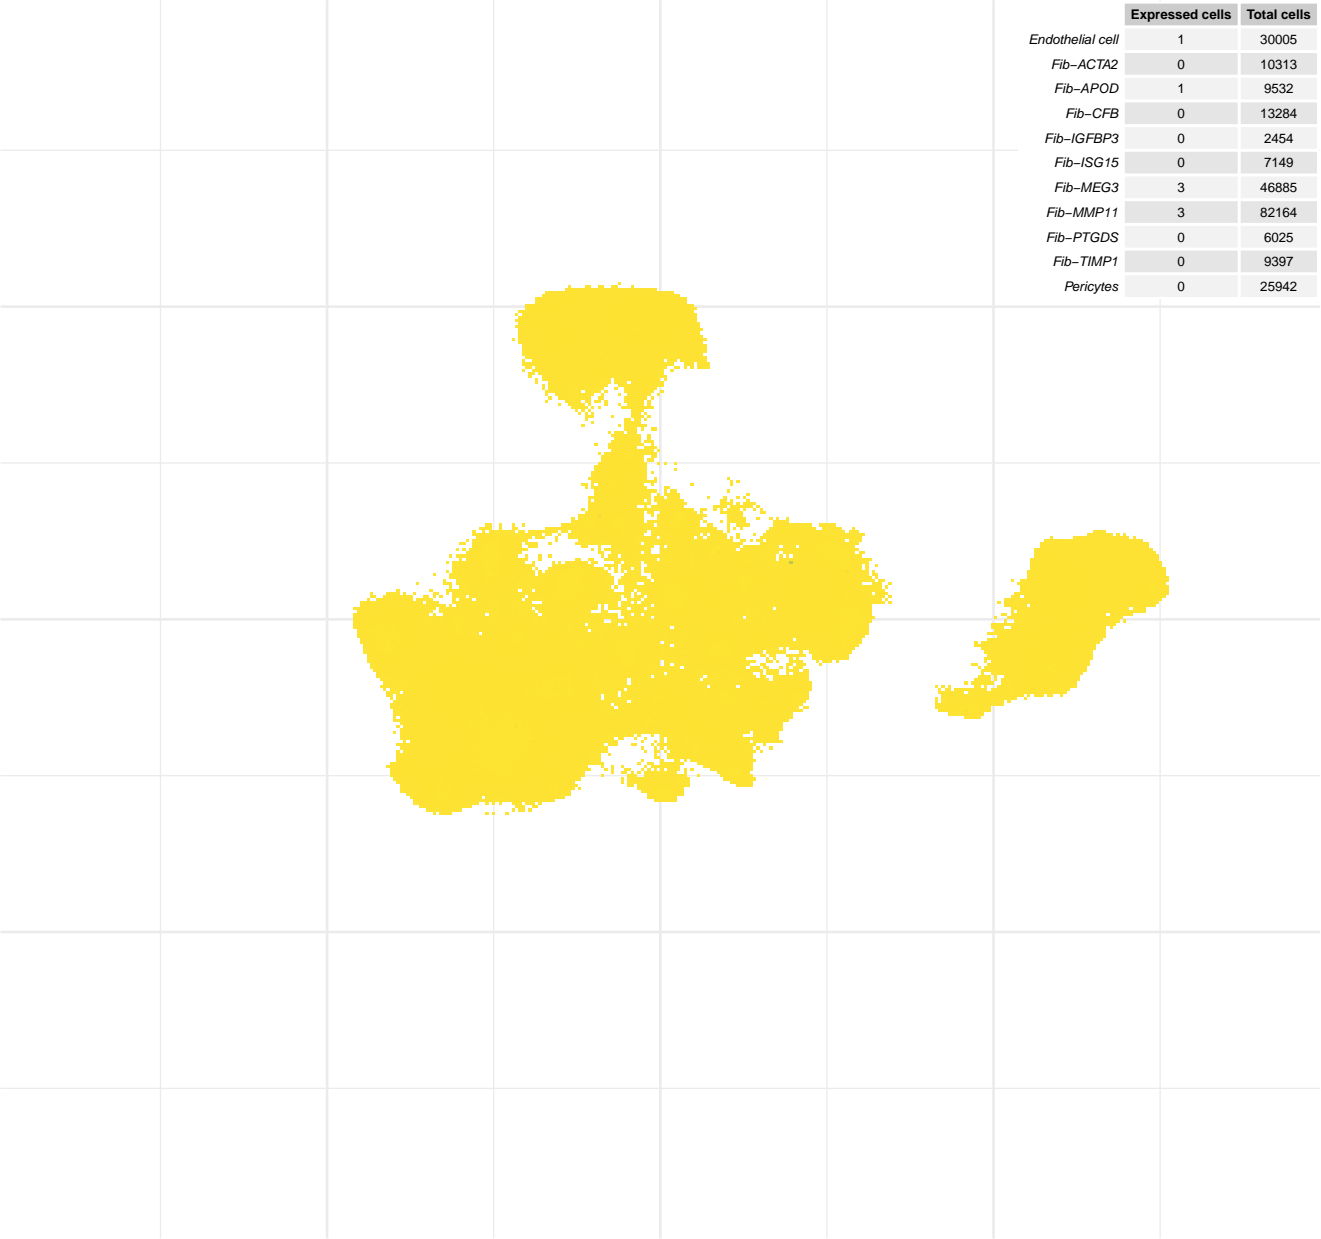 Expressed cells Total cells
Endothelial cell 1 30005
Fib−ACTA2 0 10313
Fib−APOD 1 9532
Fib−CFB 0 13284
Fib−IGFBP3 0 2454
Fib−ISG15 0 7149
Fib−MEG3 3 46885
Fib−MMP11 3 82164
Fib−PTGDS 0 6025
Fib−TIMP1 0 9397
Pericytes 0 25942